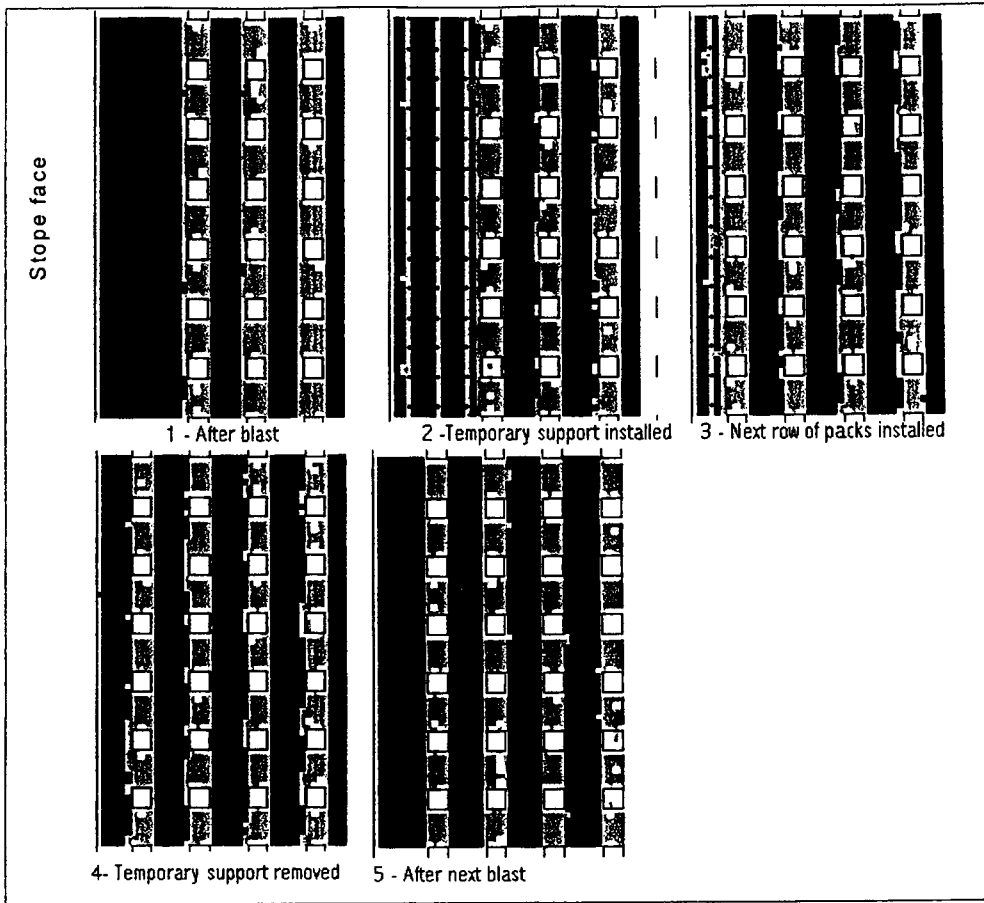 Stope face
1 - After blast
2 -Temporary support installed
3 - Next row of packs installed
4- Temporary support removed
5 - After next blast